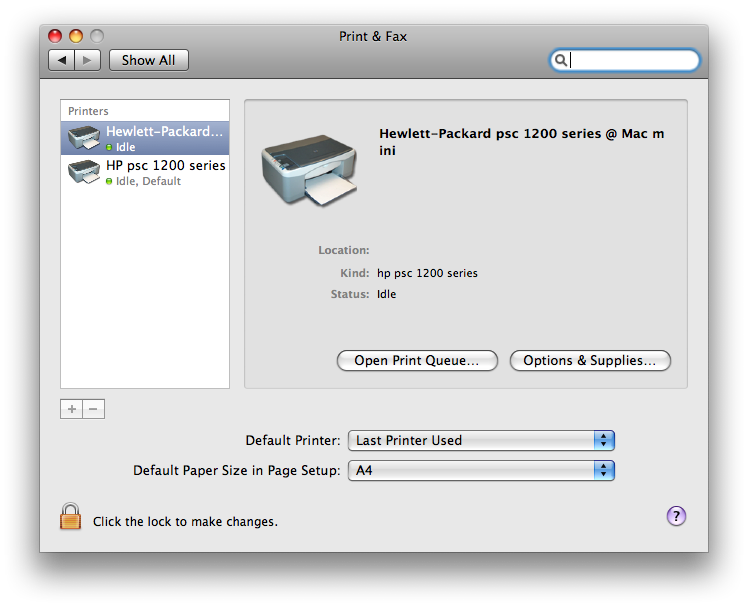 Print & Fax
Show All
Printers
Hewlett-Packard...
Idle
HP psc 1200 series
Idle, Default
Hewlett-Packard psc 1200 series @ Mac m
ini
Location:
Kind: hp psc 1200 series
Status: Idle
Open Print Queue...
Options & Supplies...
Default Printer: Last Printer Used
Default Paper Size in Page Setup: A4
Click the lock to make changes.
?